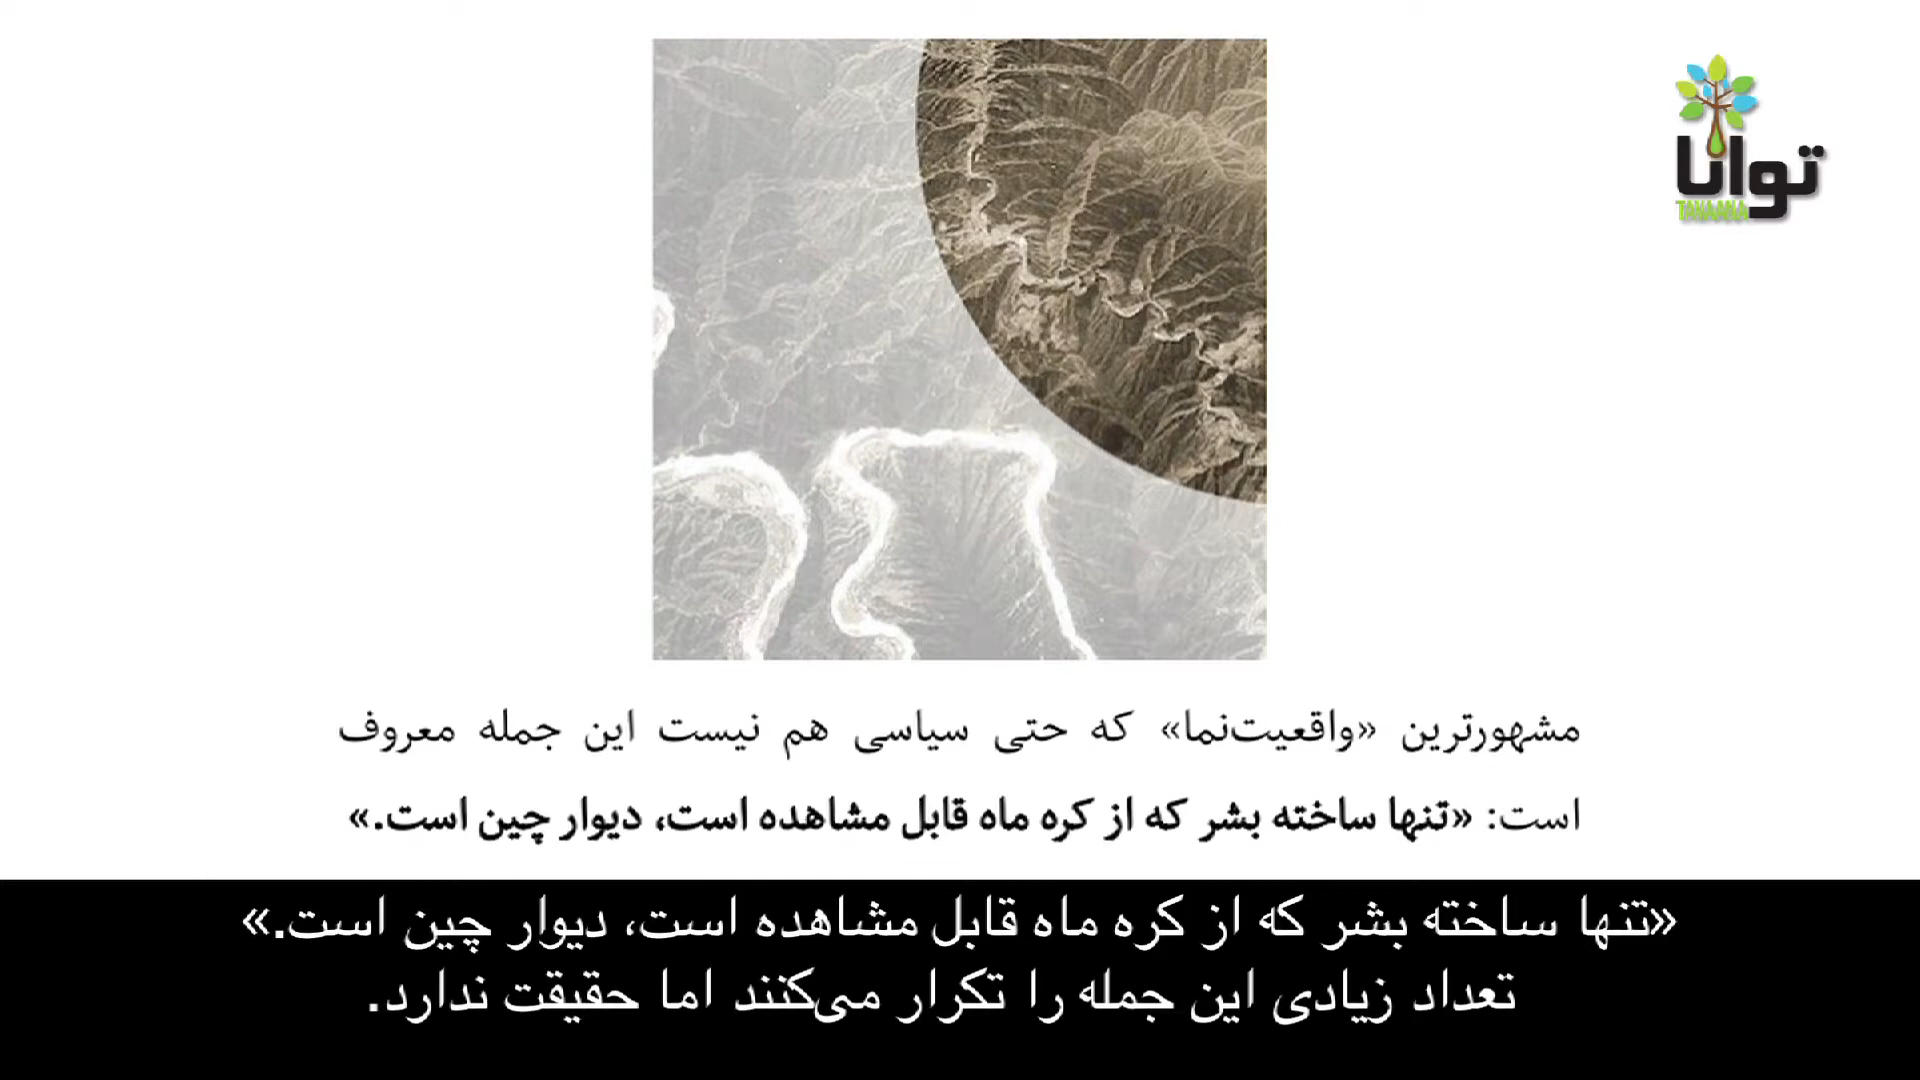 توانا
TAVAANA
مشهورترین «واقعیت‌نما» که حتی سیاسی هم نیست این جمله معروف
است: «تنها ساخته بشر که از کره ماه قابل مشاهده است، دیوار چین است.»
«تنها ساخته بشر که از کره ماه قابل مشاهده است، دیوار چین است.»
تعداد زیادی این جمله را تکرار می‌کنند اما حقیقت ندارد.